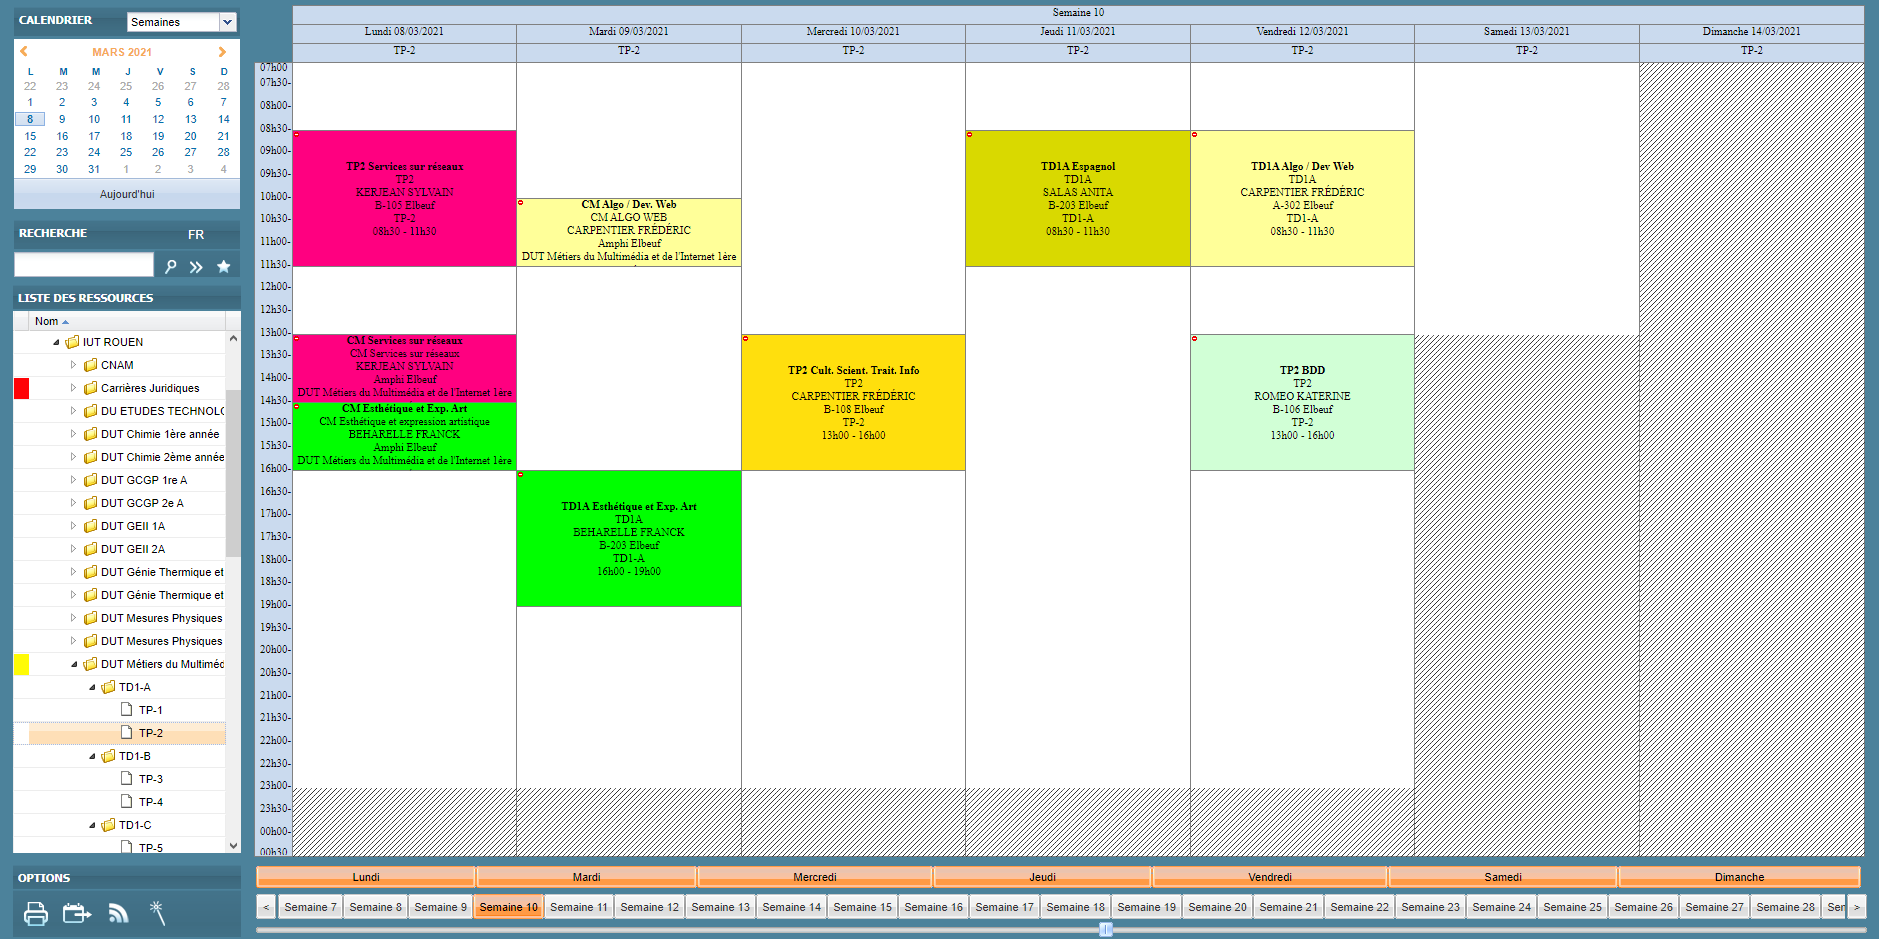 CALENDRIER
Semaines
MARS 2021
L M M J V S D
22 23 24 25 26 27 28
1 2 3 4 5 6 7
8 9 10 11 12 13 14
15 16 17 18 19 20 21
22 23 24 25 26 27 28
29 30 31 1 2 3 4
Aujourd'hui
RECHERCHE FR
LISTE DES RESSOURCES
Nom
IUT ROUEN
CNAM
Carrières Juridiques
DU ETUDES TECHNOLO
DUT Chimie 1ère année
DUT Chimie 2ème année
DUT GCGP 1re A
DUT GCGP 2e A
DUT GEII 1A
DUT GEII 2A
DUT Génie Thermique et
DUT Génie Thermique et
DUT Mesures Physiques
DUT Mesures Physiques
DUT Métiers du Multiméd
TD1-A
TP-1
TP-2
TD1-B
TP-3
TP-4
TD1-C
TP-5
OPTIONS
Semaine 10
Lundi 08/03/2021 Mardi 09/03/2021 Mercredi 10/03/2021 Jeudi 11/03/2021 Vendredi 12/03/2021 Samedi 13/03/2021 Dimanche 14/03/2021
TP-2 TP-2 TP-2 TP-2 TP-2 TP-2 TP-2
07h00
07h30-
08h00-
08h30-
09h00-
09h30-
10h00-
10h30-
11h00-
11h30-
12h00-
12h30-
13h00-
13h30-
14h00-
14h30-
15h00-
15h30-
16h00-
16h30-
17h00-
17h30-
18h00-
18h30-
19h00-
19h30-
20h00-
20h30-
21h00-
21h30-
22h00-
22h30-
23h00-
23h30-
00h00-
00h30
TP2 Services sur réseaux
TP2
KERJEAN SYLVAIN
B-105 Elbeuf
TP-2
08h30 - 11h30
CM Services sur réseaux
CM Services sur réseaux
KERJEAN SYLVAIN
Amphi Elbeuf
DUT Métiers du Multimédia et de l'Internet 1ère
CM Esthétique et Exp. Art
CM Esthétique et expression artistique
BEHARELLE FRANCK
Amphi Elbeuf
DUT Métiers du Multimédia et de l'Internet 1ère
CM Algo / Dev. Web
CM ALGO WEB
CARPENTIER FRÉDÉRIC
Amphi Elbeuf
DUT Métiers du Multimédia et de l'Internet 1ère
TD1A Esthétique et Exp. Art
TD1A
BEHARELLE FRANCK
B-203 Elbeuf
TD1-A
16h00 - 19h00
TP2 Cult. Scient. Trait. Info
TP2
CARPENTIER FRÉDÉRIC
B-108 Elbeuf
TP-2
13h00 - 16h00
TD1A Espagnol
TD1A
SALAS ANITA
B-203 Elbeuf
TD1-A
08h30 - 11h30
TD1A Algo / Dev Web
TD1A
CARPENTIER FRÉDÉRIC
A-302 Elbeuf
TD1-A
08h30 - 11h30
TP2 BDD
TP2
ROMEO KATERINE
B-106 Elbeuf
TP-2
13h00 - 16h00
Lundi Mardi Mercredi Jeudi Vendredi Samedi Dimanche
< Semaine 7 Semaine 8 Semaine 9 Semaine 10 Semaine 11 Semaine 12 Semaine 13 Semaine 14 Semaine 15 Semaine 16 Semaine 17 Semaine 18 Semaine 19 Semaine 20 Semaine 21 Semaine 22 Semaine 23 Semaine 24 Semaine 25 Semaine 26 Semaine 27 Semaine 28 Sem >